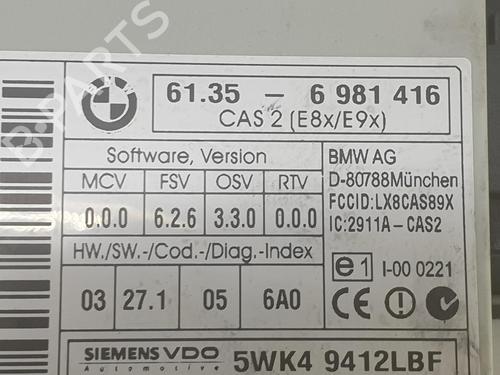 BMW
61.35 – 6 981 416
CAS 2 (E8x/E9x)
Software, Version
MCV FSV OSV RTV
0.0.0 6.2.6 3.3.0 0.0.0
HW./SW.-/Cod.-/Diag.-Index
03 27.1 05 6A0
BMW AG
D-80788München
FCCID:LX8CAS89X
IC:2911A-CAS2
e1 I-00 0221
CE
SIEMENS VDO
Automotive
5WK4 9412LBF
B-PARTS